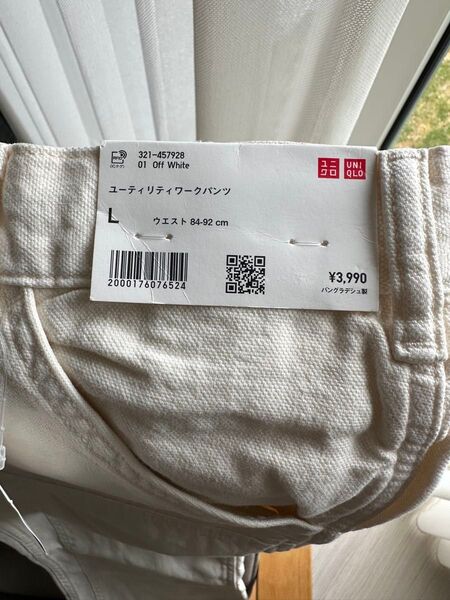 321-457928
01 Off White
ユニクロ
UNIQLO
ユーティリティワークパンツ
L ウエスト 84-92 cm
2000176076524
¥3,990
バングラデシュ製